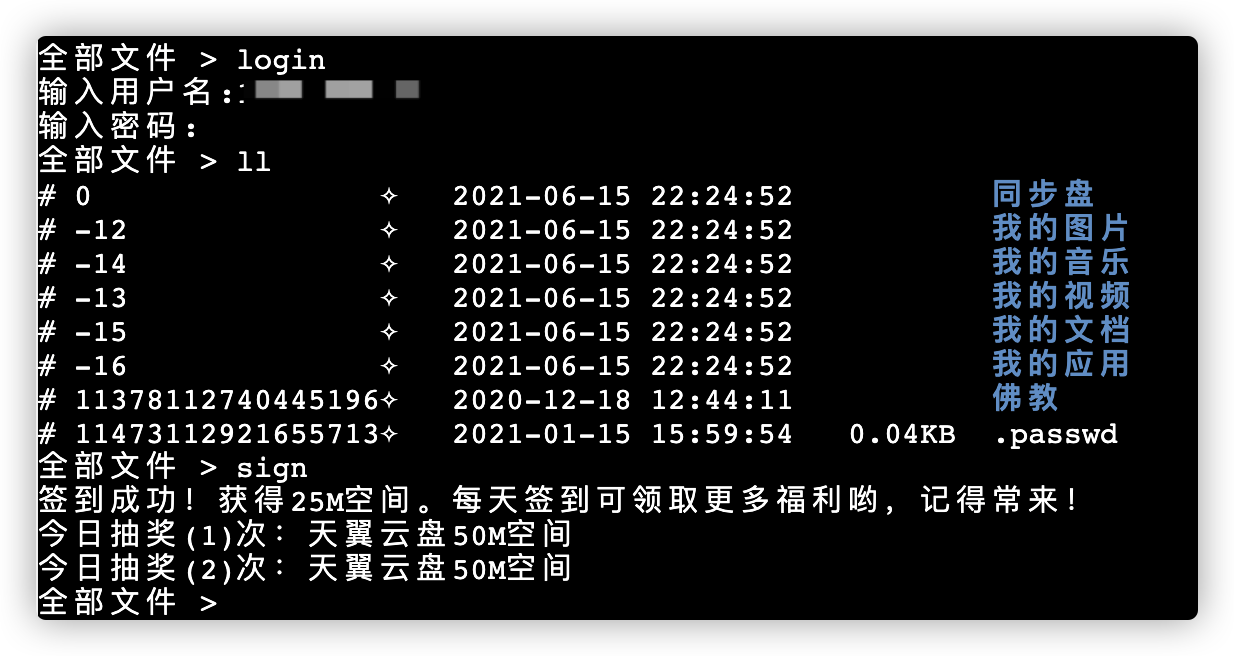 全部文件 > login
输入用户名:
输入密码:
全部文件 > ll
# 0 ✧ 2021-06-15 22:24:52 同步盘
# -12 ✧ 2021-06-15 22:24:52 我的图片
# -14 ✧ 2021-06-15 22:24:52 我的音乐
# -13 ✧ 2021-06-15 22:24:52 我的视频
# -15 ✧ 2021-06-15 22:24:52 我的文档
# -16 ✧ 2021-06-15 22:24:52 我的应用
# 11378112740445196✧ 2020-12-18 12:44:11 佛教
# 11473112921655713✧ 2021-01-15 15:59:54 0.04KB .passwd
全部文件 > sign
签到成功! 获得25M空间。每天签到可领取更多福利哟, 记得常来!
今日抽奖(1)次: 天翼云盘50M空间
今日抽奖(2)次: 天翼云盘50M空间
全部文件 >